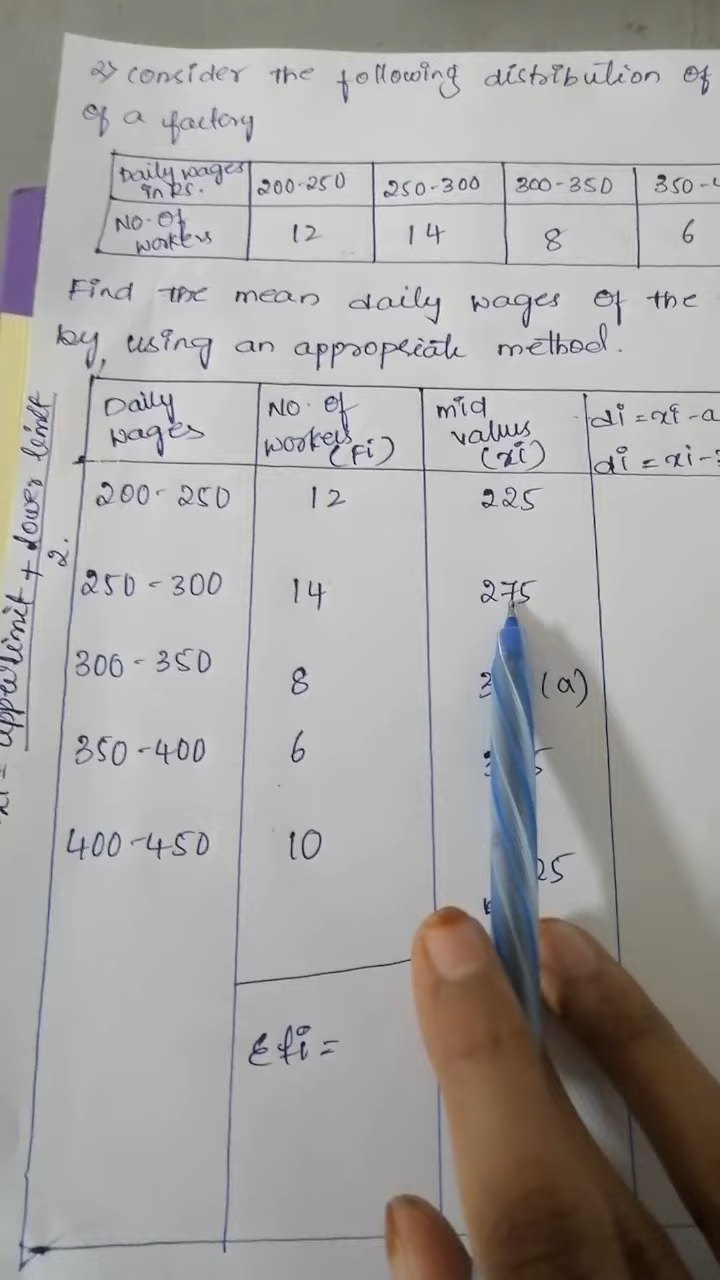 2) consider the following distribution of
of a factory
Daily wages in rs. 200-250 250-300 300-350
No. of workers 12 14 8 6
Find the mean daily wages of the
by, using an appropriate method.
Daily wages No. of workers (fi) mid values (xi) di = xi - a
di = xi -
200-250 12 225
250-300 14 275
300-350 8 (a)
350-400 6
400-450 10
Σfi =
upper limit + lower limit
2.